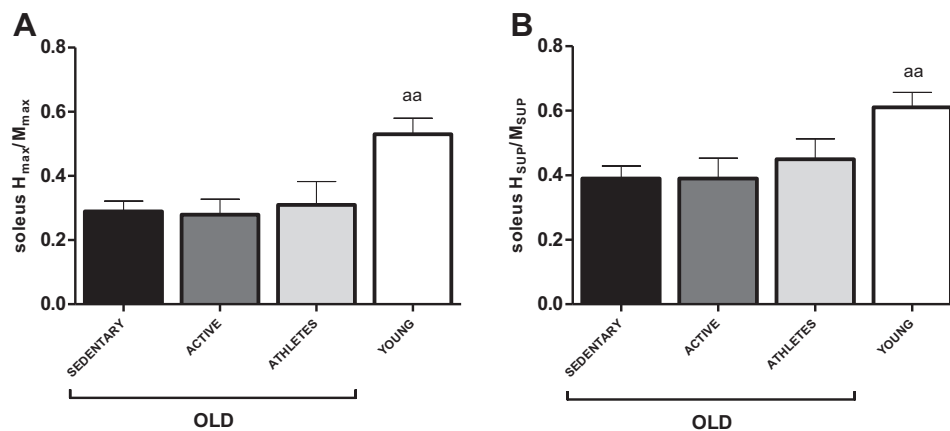 A
soleus Hmax/Mmax
0.8
0.6
0.4
0.2
0.0
aa
SEDENTARY
ACTIVE
ATHLETES
YOUNG
OLD
B
soleus HSUP/MSUP
0.8
0.6
0.4
0.2
0.0
aa
SEDENTARY
ACTIVE
ATHLETES
YOUNG
OLD